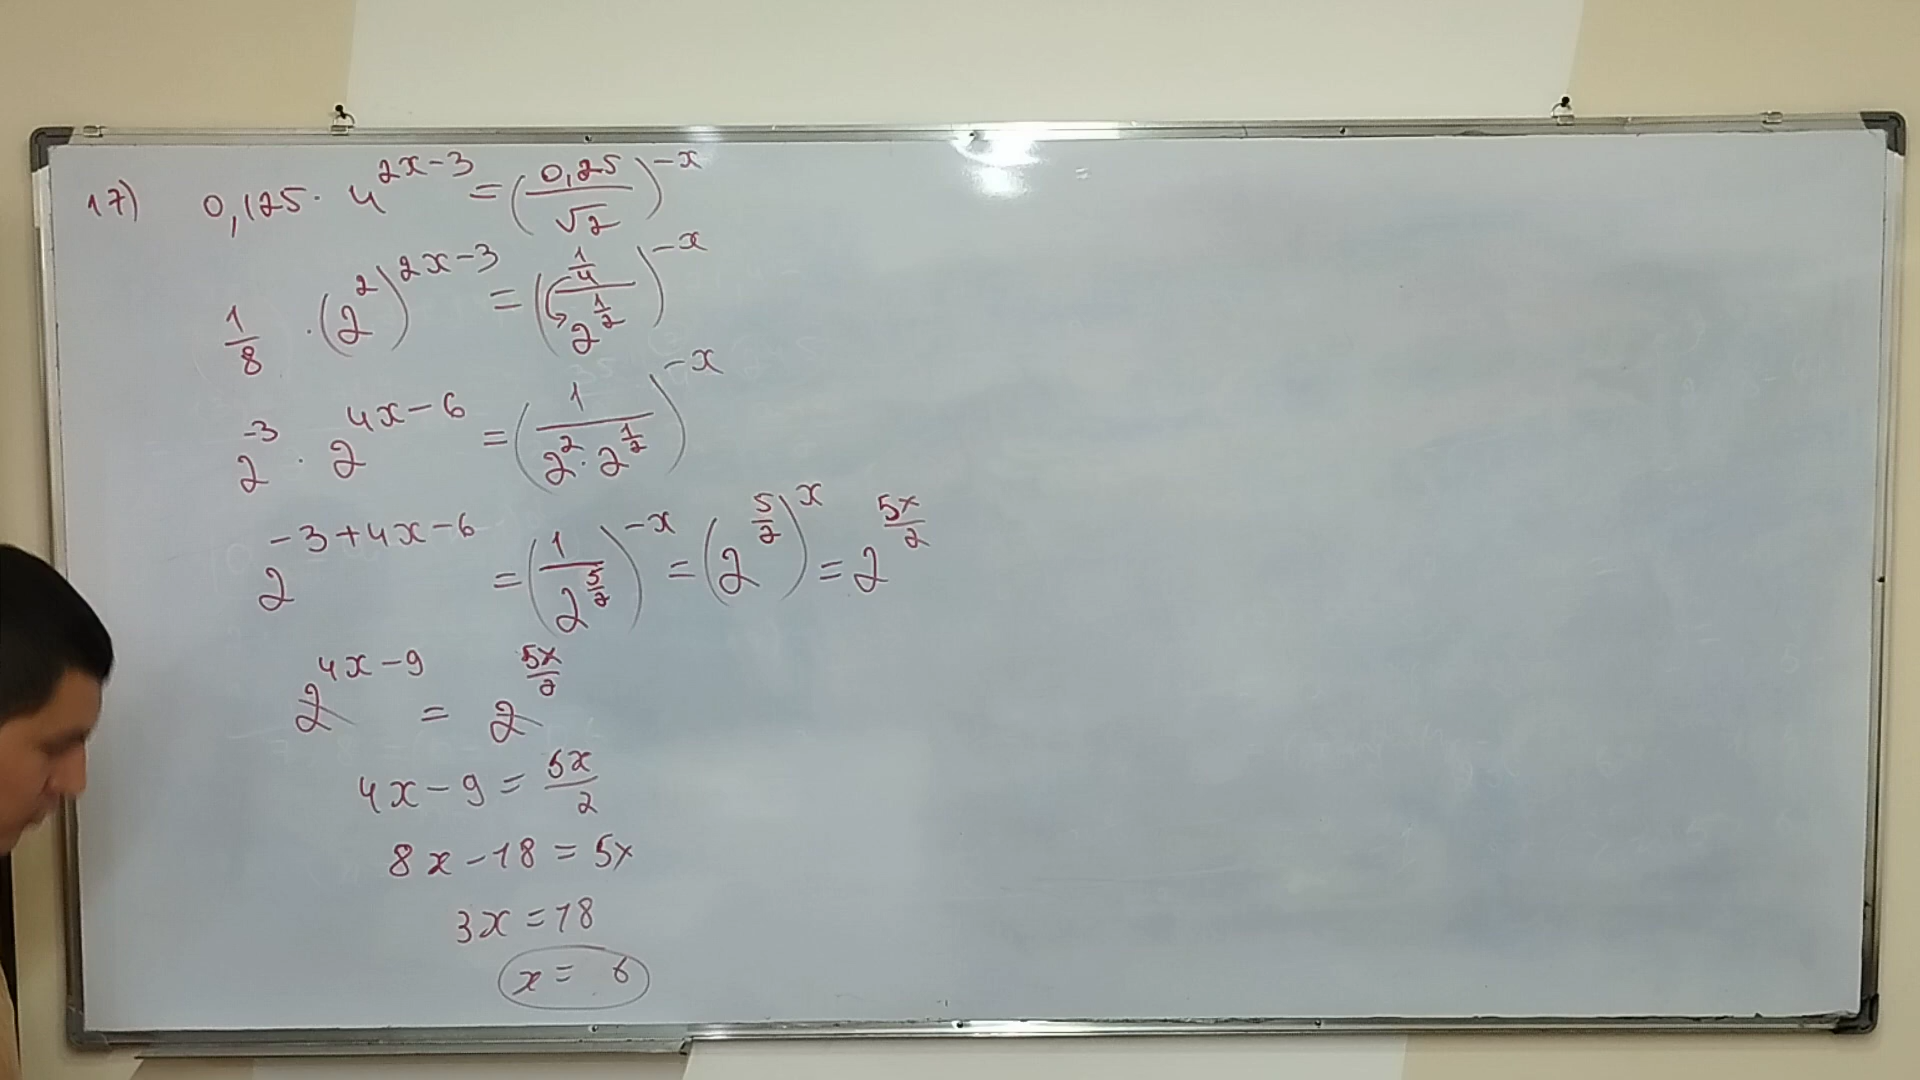 17) 0,125 · 4^{2x-3} = (0,25/√2)^{-x}
1/8 · (2^2)^{2x-3} = ((1/4)/2^{1/2})^{-x}
2^{-3} · 2^{4x-6} = (1/(2^2 · 2^{1/2}))^{-x}
2^{-3+4x-6} = (1/2^{5/2})^{-x} = (2^{5/2})^x = 2^{5x/2}
2^{4x-9} = 2^{5x/2}
4x-9 = 5x/2
8x-18 = 5x
3x = 18
x = 6